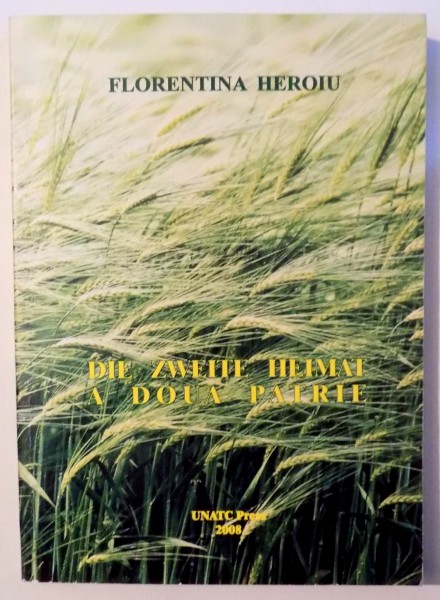 FLORENTINA HEROIU
DIE ZWEITE HEIMAT
A DOUA PATRIE
UNATC Press
2008